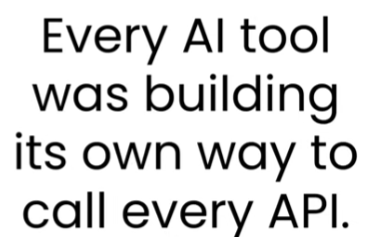 Every AI tool
was building
its own way to
call every API.